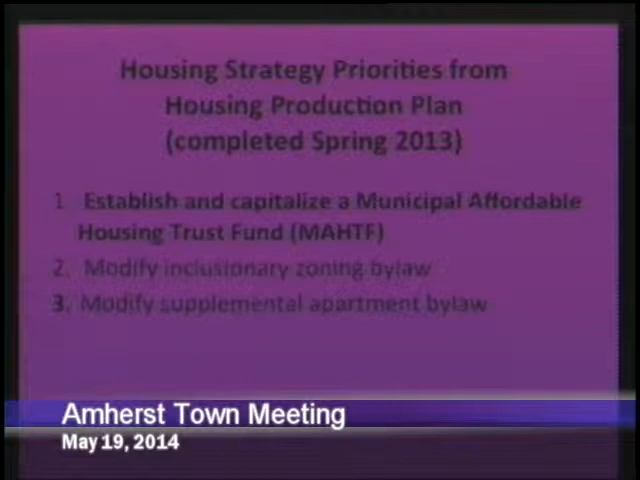 Housing Strategy Priorities from
Housing Production Plan
(completed Spring 2013)
1 Establish and capitalize a Municipal Affordable
Housing Trust Fund (MAHTF)
2. Modify inclusionary zoning bylaw
3. Modify supplemental apartment bylaw
Amherst Town Meeting
May 19, 2014